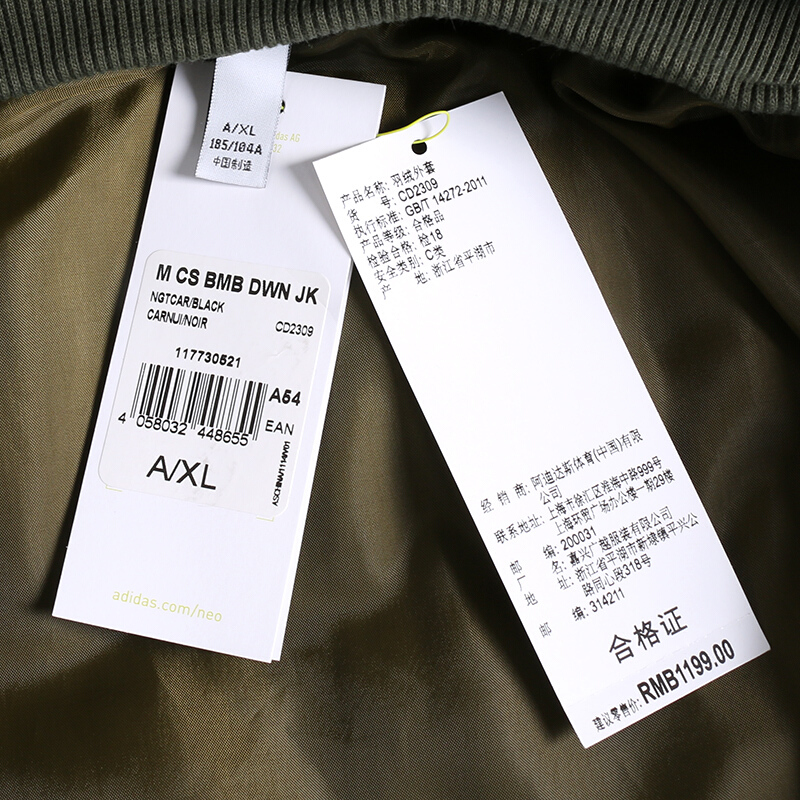 A/XL
185/104A
中国制造
das AG
M CS BMB DWN JK
NGTCAR/BLACK
CARNUI/NOIR CD2309
117730521
A54
4 058032 448655 EAN
A/XL
adidas.com/neo
产品名称: 羽绒外套
货 号: CD2309
执行标准: GB/T 14272-2011
产品等级: 合格品
检验合格: 检18
安全类别: C类
产 地: 浙江省平湖市
经 销 商: 阿迪达斯体育(中国)有限
公司
联系地址: 上海市徐汇区淮海中路999号
上海环贸广场办公楼一期29楼
邮 编: 200031
厂 名: 嘉兴广越服装有限公司
地 址: 浙江省平湖市新埭镇平兴公
路同心段318号
邮 编: 314211
合格证
建议零售价: RMB1199.00